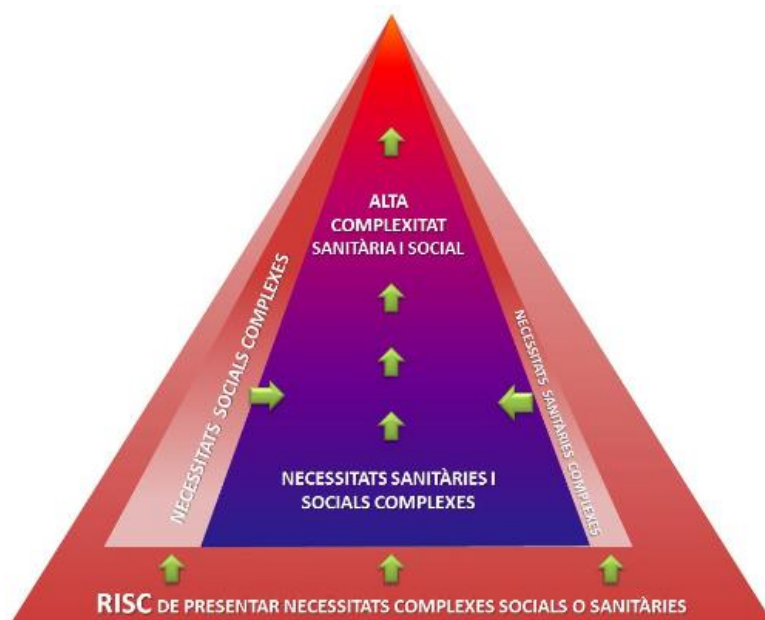 ALTA
COMPLEXITAT
SANITÀRIA I SOCIAL
NECESSITATS SOCIALS COMPLEXES
NECESSITATS SANITÀRIES COMPLEXES
NECESSITATS SANITÀRIES I
SOCIALS COMPLEXES
RISC DE PRESENTAR NECESSITATS COMPLEXES SOCIALS O SANITÀRIES